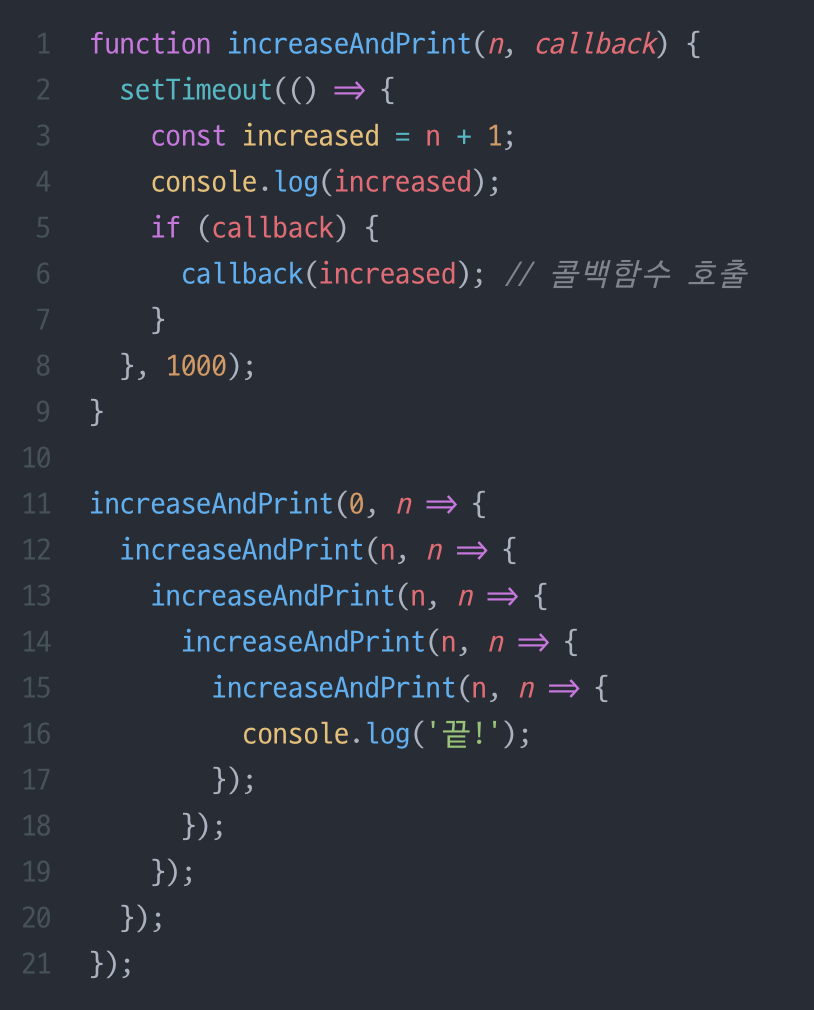 1 function increaseAndPrint(n, callback) {
2   setTimeout(() => {
3     const increased = n + 1;
4     console.log(increased);
5     if (callback) {
6       callback(increased); // 콜백함수 호출
7     }
8   }, 1000);
9 }
10
11 increaseAndPrint(0, n => {
12   increaseAndPrint(n, n => {
13     increaseAndPrint(n, n => {
14       increaseAndPrint(n, n => {
15         increaseAndPrint(n, n => {
16           console.log('끝!');
17         });
18       });
19     });
20   });
21 });